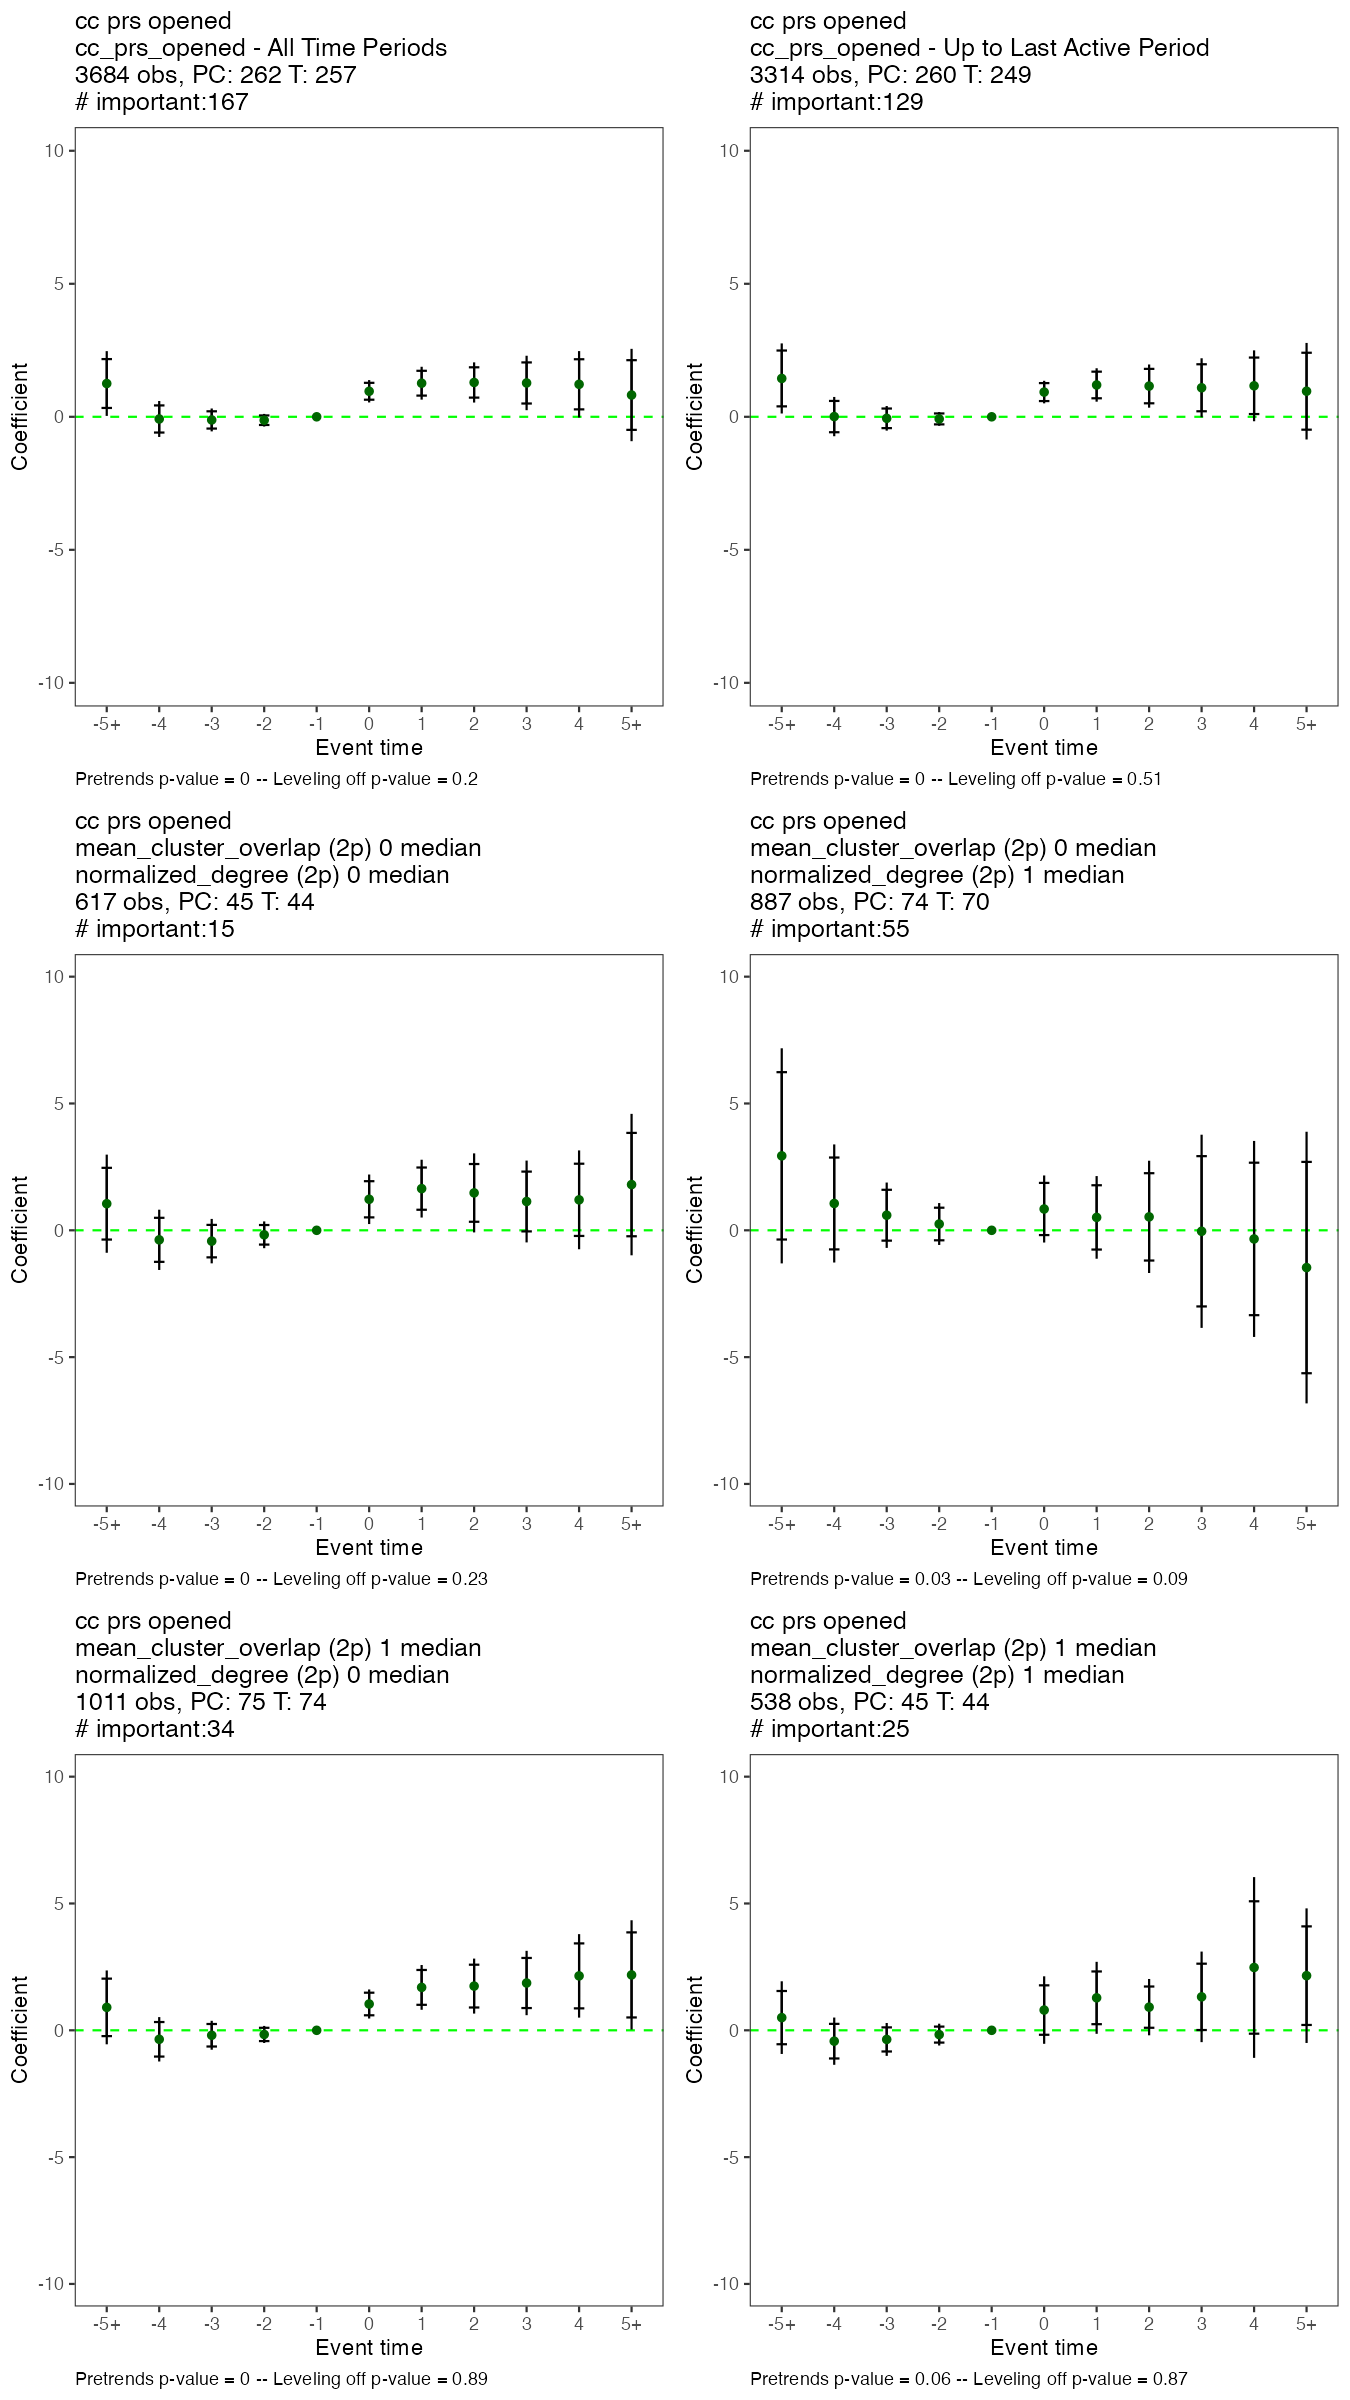 cc prs opened
cc_prs_opened - All Time Periods
3684 obs, PC: 262 T: 257
# important:167
10
5
0
-5
-10
Coefficient
-5+ -4 -3 -2 -1 0 1 2 3 4 5+
Event time
Pretrends p-value = 0 -- Leveling off p-value = 0.2
cc prs opened
cc_prs_opened - Up to Last Active Period
3314 obs, PC: 260 T: 249
# important:129
10
5
0
-5
-10
Coefficient
-5+ -4 -3 -2 -1 0 1 2 3 4 5+
Event time
Pretrends p-value = 0 -- Leveling off p-value = 0.51
cc prs opened
mean_cluster_overlap (2p) 0 median
normalized_degree (2p) 0 median
617 obs, PC: 45 T: 44
# important:15
10
5
0
-5
-10
Coefficient
-5+ -4 -3 -2 -1 0 1 2 3 4 5+
Event time
Pretrends p-value = 0 -- Leveling off p-value = 0.23
cc prs opened
mean_cluster_overlap (2p) 0 median
normalized_degree (2p) 1 median
887 obs, PC: 74 T: 70
# important:55
10
5
0
-5
-10
Coefficient
-5+ -4 -3 -2 -1 0 1 2 3 4 5+
Event time
Pretrends p-value = 0.03 -- Leveling off p-value = 0.09
cc prs opened
mean_cluster_overlap (2p) 1 median
normalized_degree (2p) 0 median
1011 obs, PC: 75 T: 74
# important:34
10
5
0
-5
-10
Coefficient
-5+ -4 -3 -2 -1 0 1 2 3 4 5+
Event time
Pretrends p-value = 0 -- Leveling off p-value = 0.89
cc prs opened
mean_cluster_overlap (2p) 1 median
normalized_degree (2p) 1 median
538 obs, PC: 45 T: 44
# important:25
10
5
0
-5
-10
Coefficient
-5+ -4 -3 -2 -1 0 1 2 3 4 5+
Event time
Pretrends p-value = 0.06 -- Leveling off p-value = 0.87